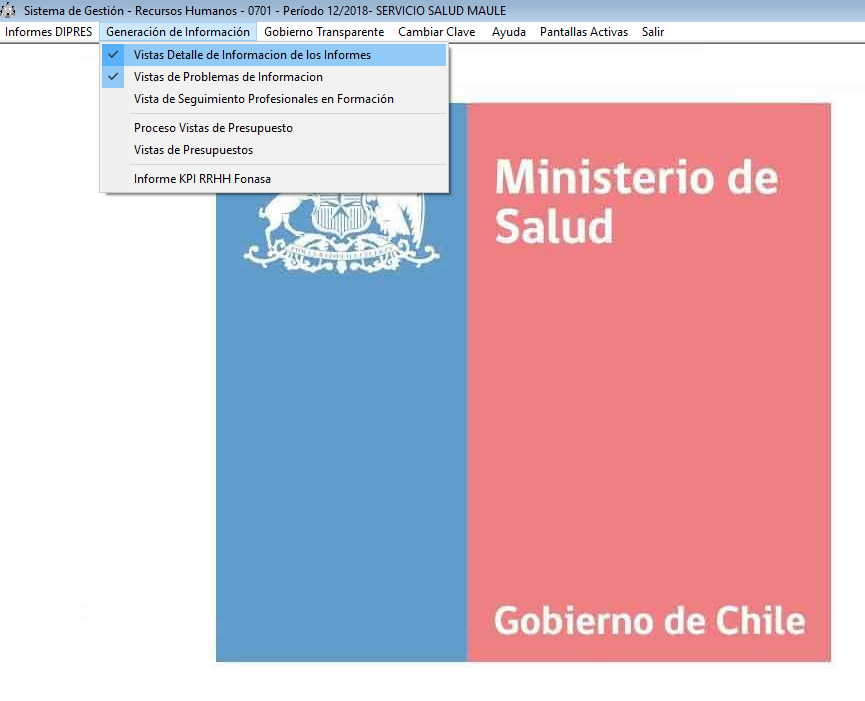 Sistema de Gestión - Recursos Humanos - 0701 - Período 12/2018- SERVICIO SALUD MAULE
Informes DIPRES Generación de Información Gobierno Transparente Cambiar Clave Ayuda Pantallas Activas Salir
Vistas Detalle de Informacion de los Informes
Vistas de Problemas de Informacion
Vista de Seguimiento Profesionales en Formación
Proceso Vistas de Presupuesto
Vistas de Presupuestos
Informe KPI RRHH Fonasa
Ministerio de
Salud
Gobierno de Chile